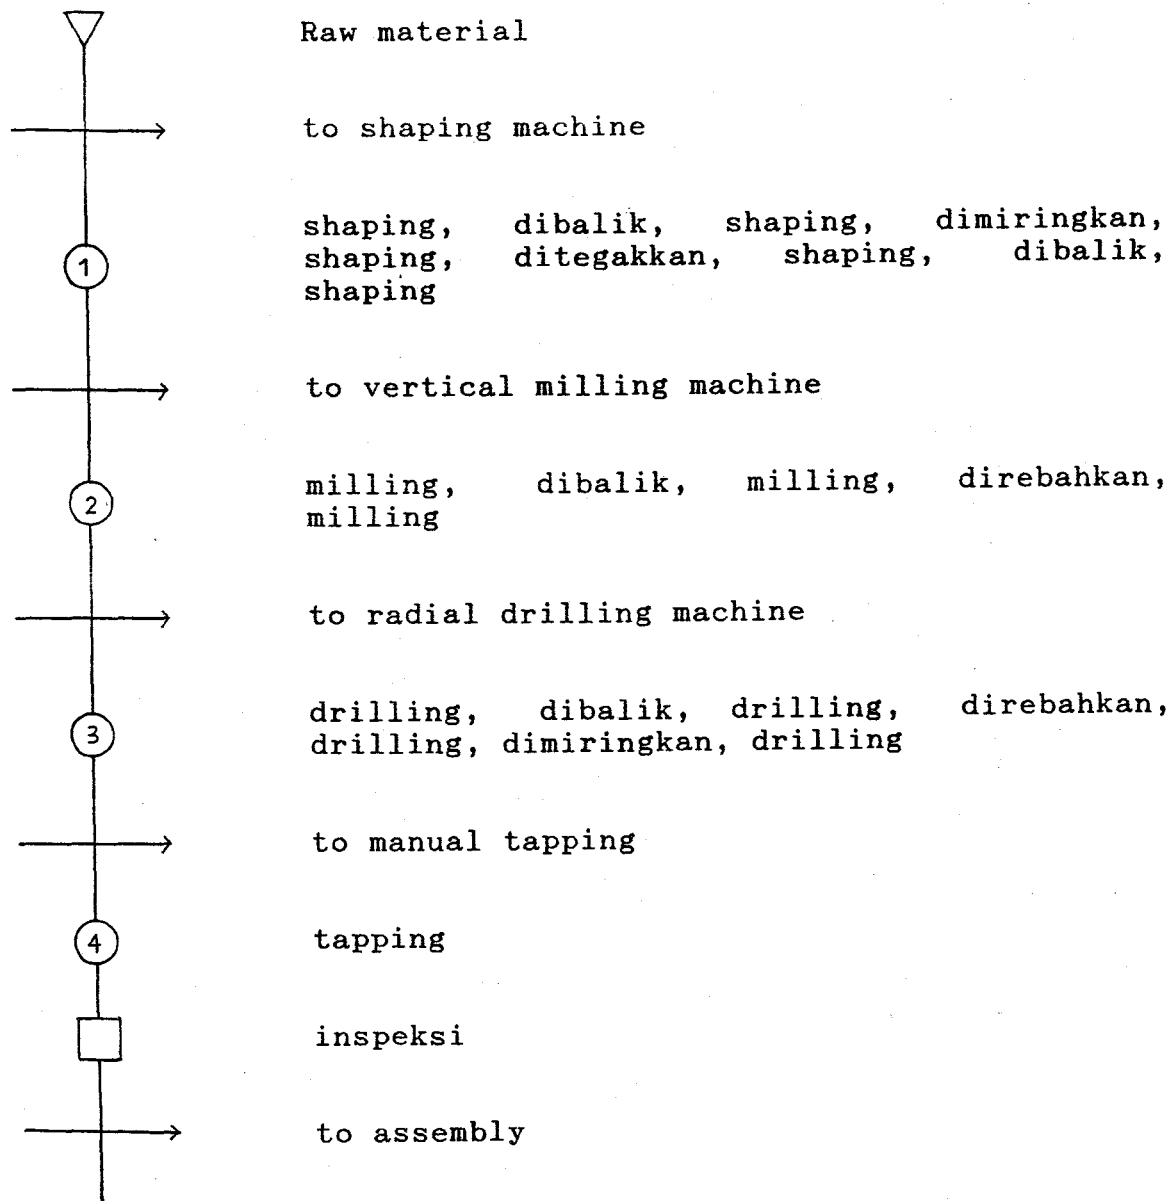 Raw material
to shaping machine
shaping, dibalik, shaping, dimiringkan,
shaping, ditegakkan, shaping, dibalik,
shaping
1
to vertical milling machine
milling, dibalik, milling, direbahkan,
milling
2
to radial drilling machine
drilling, dibalik, drilling, direbahkan,
drilling, dimiringkan, drilling
3
to manual tapping
4
tapping
inspeksi
to assembly